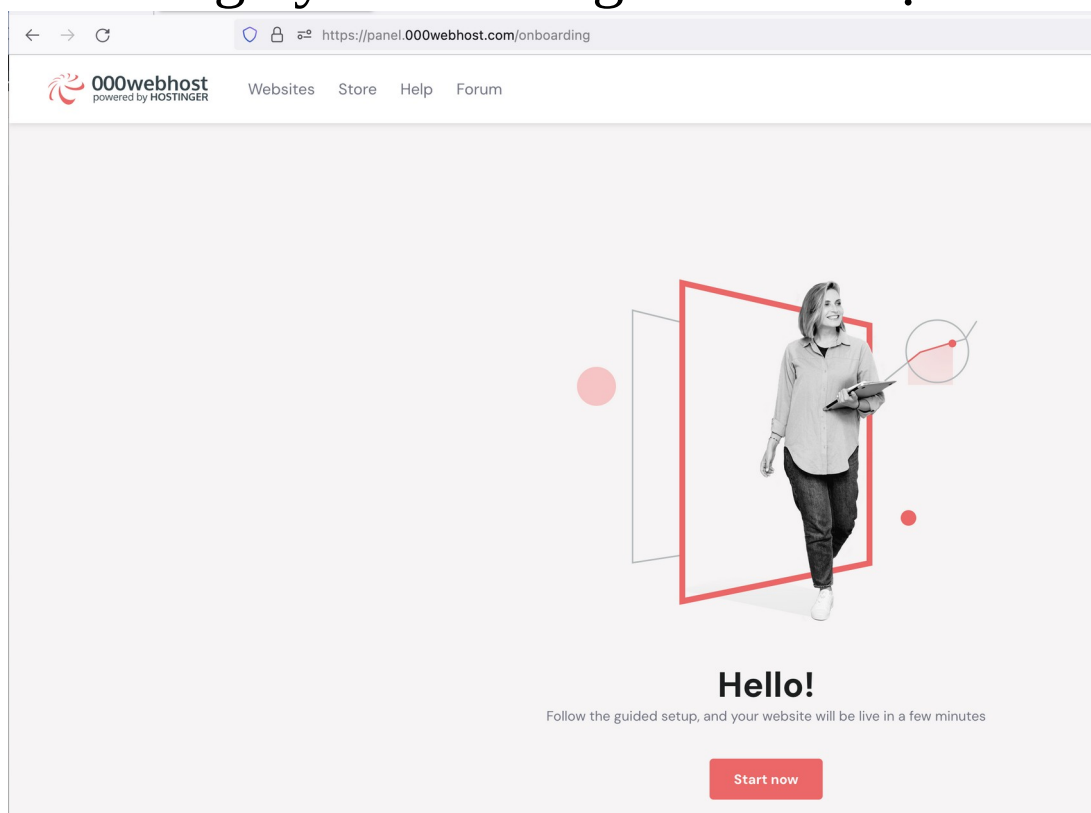 https://panel.000webhost.com/onboarding
000webhost
powered by HOSTINGER
Websites Store Help Forum
Hello!
Follow the guided setup, and your website will be live in a few minutes
Start now